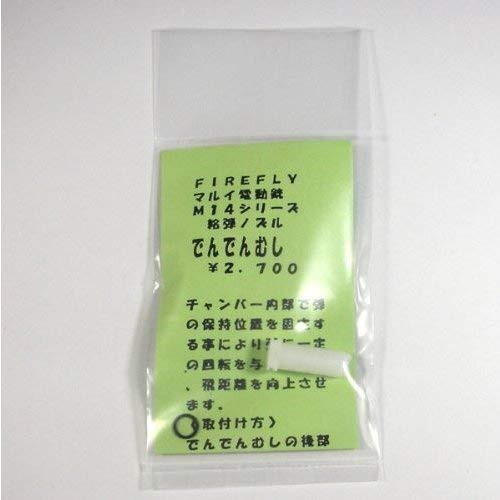 FIREFLY
マルイ電動銃
M14シリーズ
給弾ノズル
でんでんむし
¥2.700
チャンバー内部で弾
の保持位置を固定す
る事により 一定
の回転を与
、飛距離を向上させ
ます。
（取付け方）
でんでんむしの後部